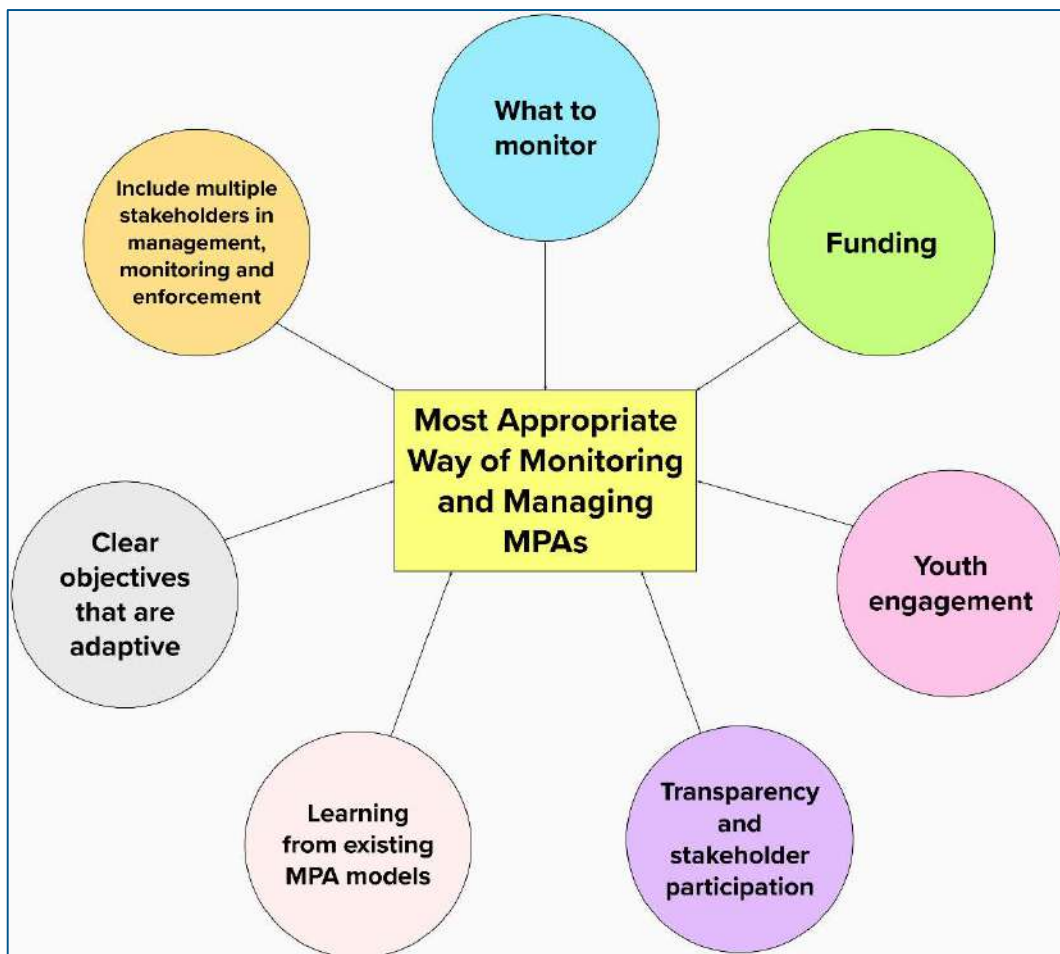 What to
monitor
Include multiple
stakeholders in
management,
monitoring and
enforcement
Funding
Most Appropriate
Way of Monitoring
and Managing
MPAs
Clear
objectives
that are
adaptive
Youth
engagement
Learning
from existing
MPA models
Transparency
and
stakeholder
participation